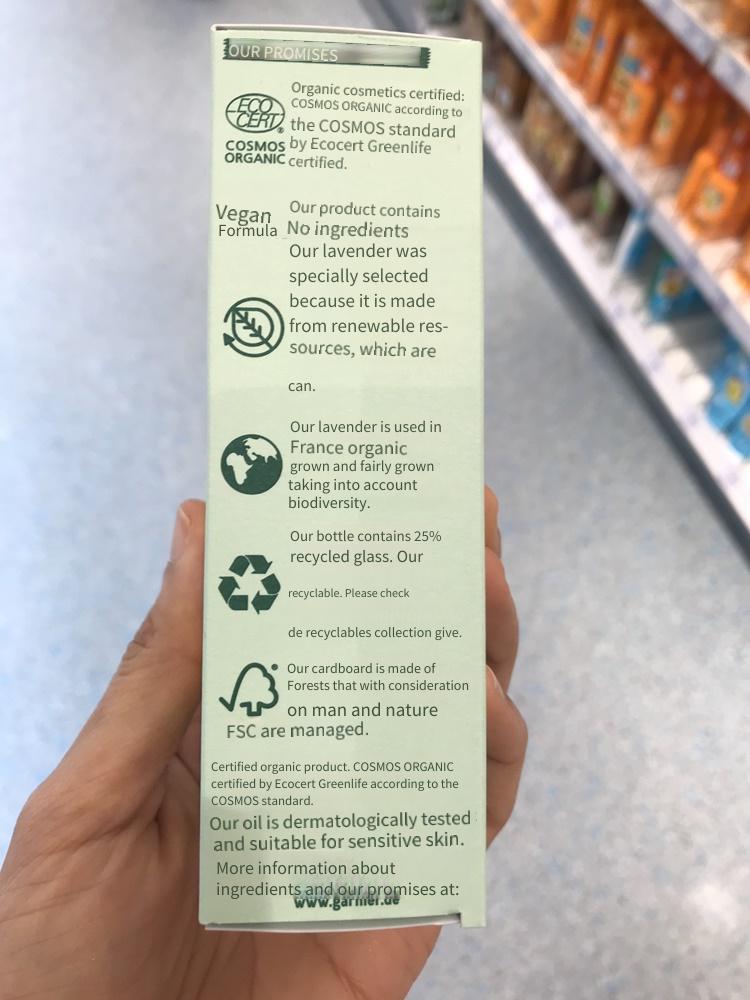 OUR PROMISES
ECO
CERT®
COSMOS
ORGANIC
Organic cosmetics certified:
COSMOS ORGANIC according to
the COSMOS standard
by Ecocert Greenlife
certified.
Vegan
Formula
Our product contains
No ingredients
Our lavender was
specially selected
because it is made
from renewable res-
sources, which are
can.
Our lavender is used in
France organic
grown and fairly grown
taking into account
biodiversity.
Our bottle contains 25%
recycled glass. Our
recyclable. Please check
de recyclables collection give.
Our cardboard is made of
Forests that with consideration
on man and nature
FSC are managed.
Certified organic product. COSMOS ORGANIC
certified by Ecocert Greenlife according to the
COSMOS standard.
Our oil is dermatologically tested
and suitable for sensitive skin.
More information about
ingredients and our promises at:
www.garnier.de